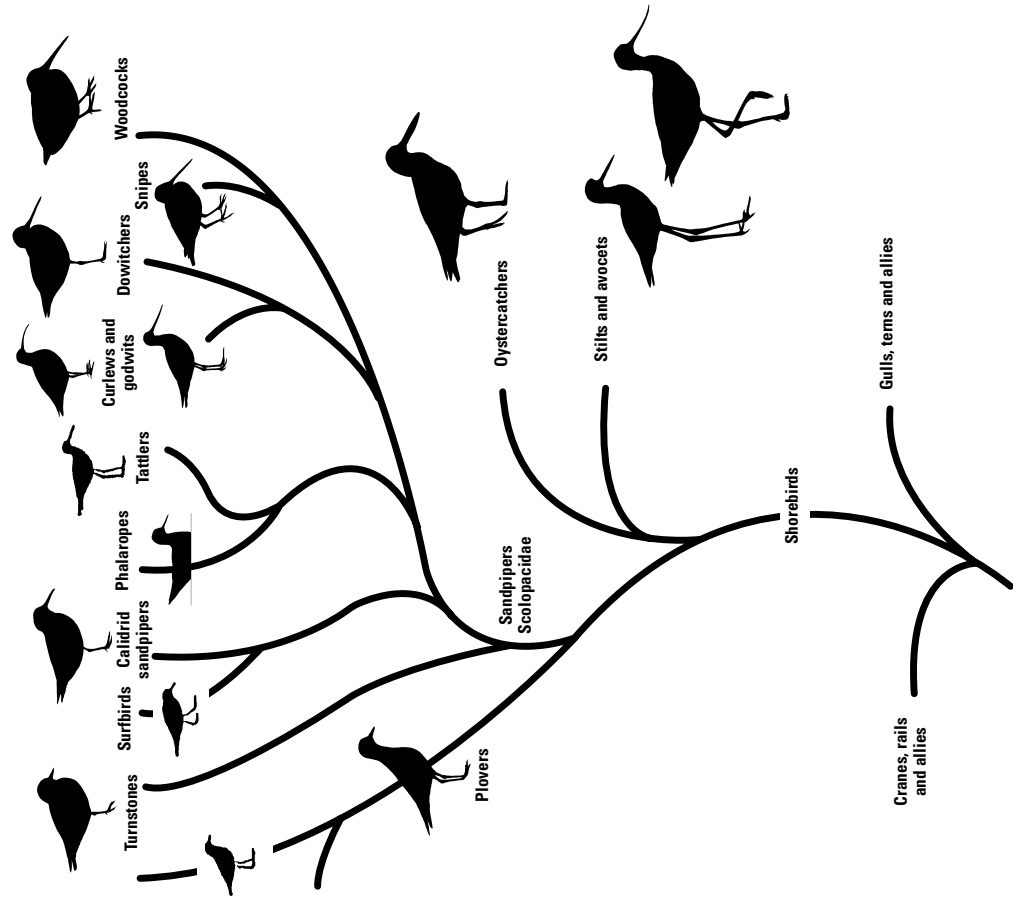 Woodcocks
Snipes
Dowitchers
Curlews and
godwits
Tattlers
Phalaropes
Calidrid
sandpipers
Surfbirds
Turnstones
Oystercatchers
Stilts and avocets
Sandpipers
Scolopacidae
Plovers
Shorebirds
Gulls, terns and allies
Cranes, rails
and allies